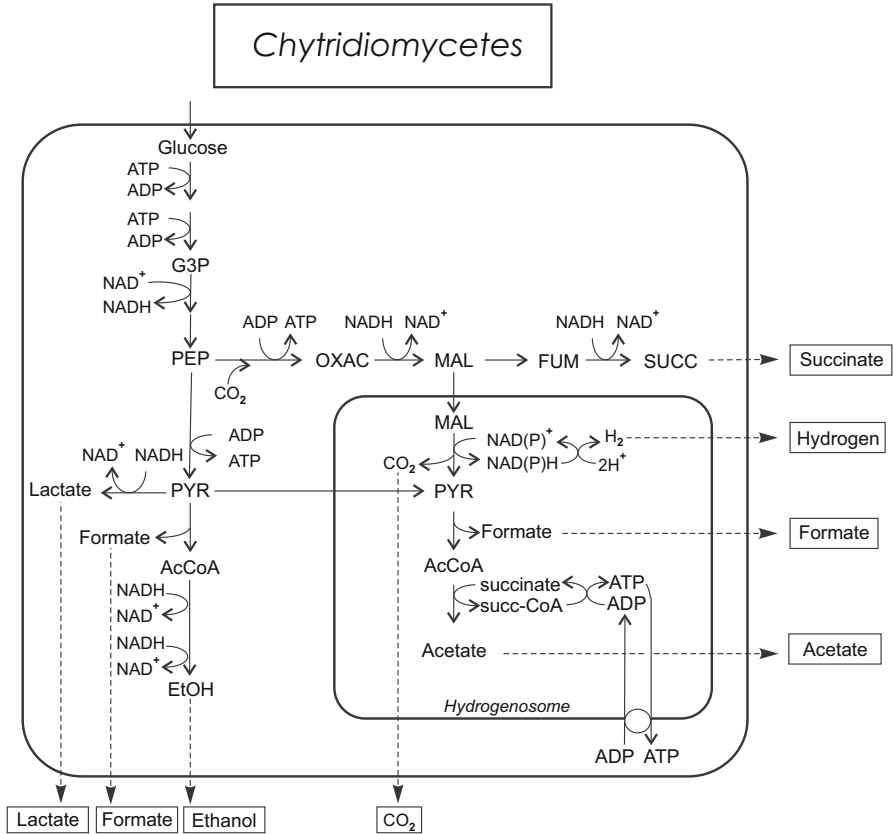 Chytridiomycetes
Glucose
ATP
ADP
ATP
ADP
G3P
NAD⁺
NADH
ADP ATP NADH NAD⁺ NADH NAD⁺
PEP OXAC MAL FUM SUCC Succinate
CO₂
MAL
NAD⁺ NADH ADP
ATP
NAD(P)⁺ H₂ Hydrogen
CO₂ NAD(P)H 2H⁺
Lactate PYR PYR
Formate Formate Formate
AcCoA AcCoA
NADH
NAD⁺
succinate ATP
succ-CoA ADP
NADH
NAD⁺
Acetate Acetate
EtOH
Hydrogenosome
ADP ATP
Lactate Formate Ethanol CO₂